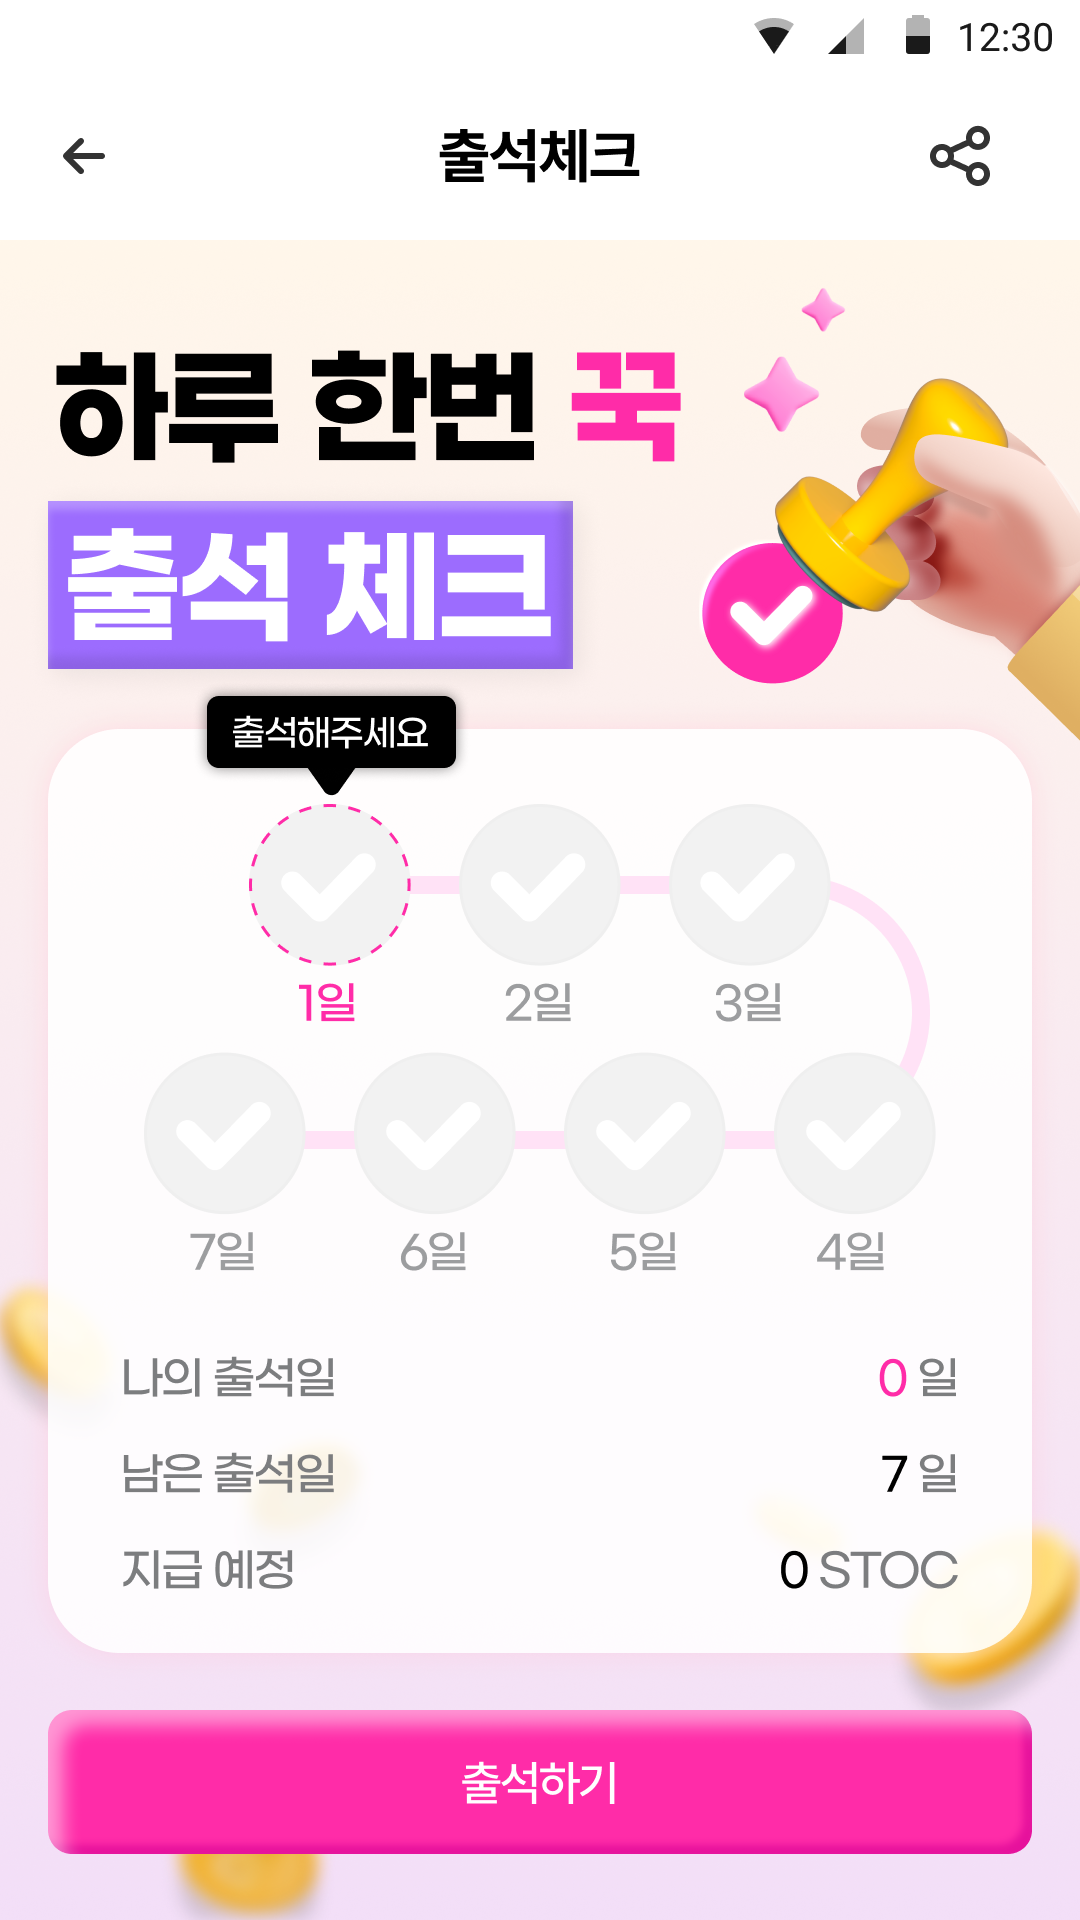 12:30
출석체크
하루 한번 꾹
출석 체크
출석해주세요
1일 2일 3일
7일 6일 5일 4일
나의 출석일 0 일
남은 출석일 7 일
지급 예정 0 STOC
출석하기